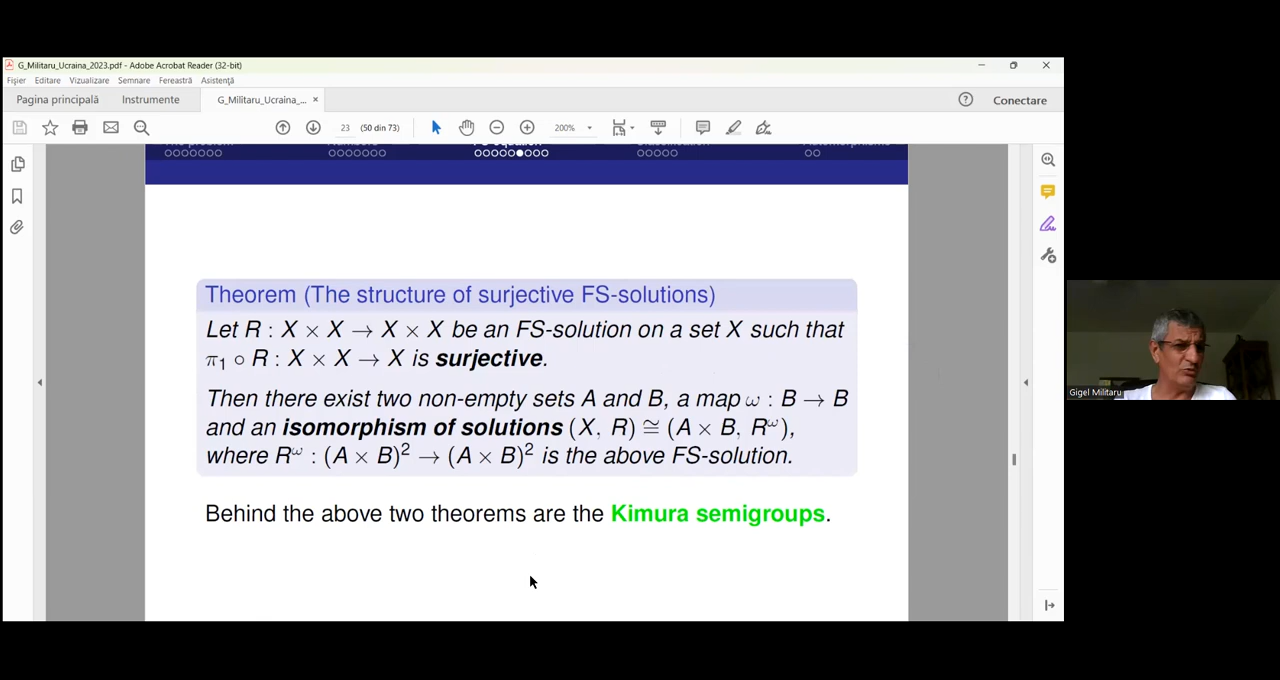 G_Militaru_Ucraina_2023.pdf - Adobe Acrobat Reader (32-bit)
Fișier Editare Vizualizare Semnare Fereastră Asistență
Pagina principală Instrumente G_Militaru_Ucraina_... × Conectare
23 (50 din 73) 200%
Theorem (The structure of surjective FS-solutions)
Let R : X × X → X × X be an FS-solution on a set X such that
π₁ ∘ R : X × X → X is surjective.
Then there exist two non-empty sets A and B, a map ω : B → B
and an isomorphism of solutions (X, R) ≅ (A × B, R^ω),
where R^ω : (A × B)² → (A × B)² is the above FS-solution.
Behind the above two theorems are the Kimura semigroups.
Gigel Militaru